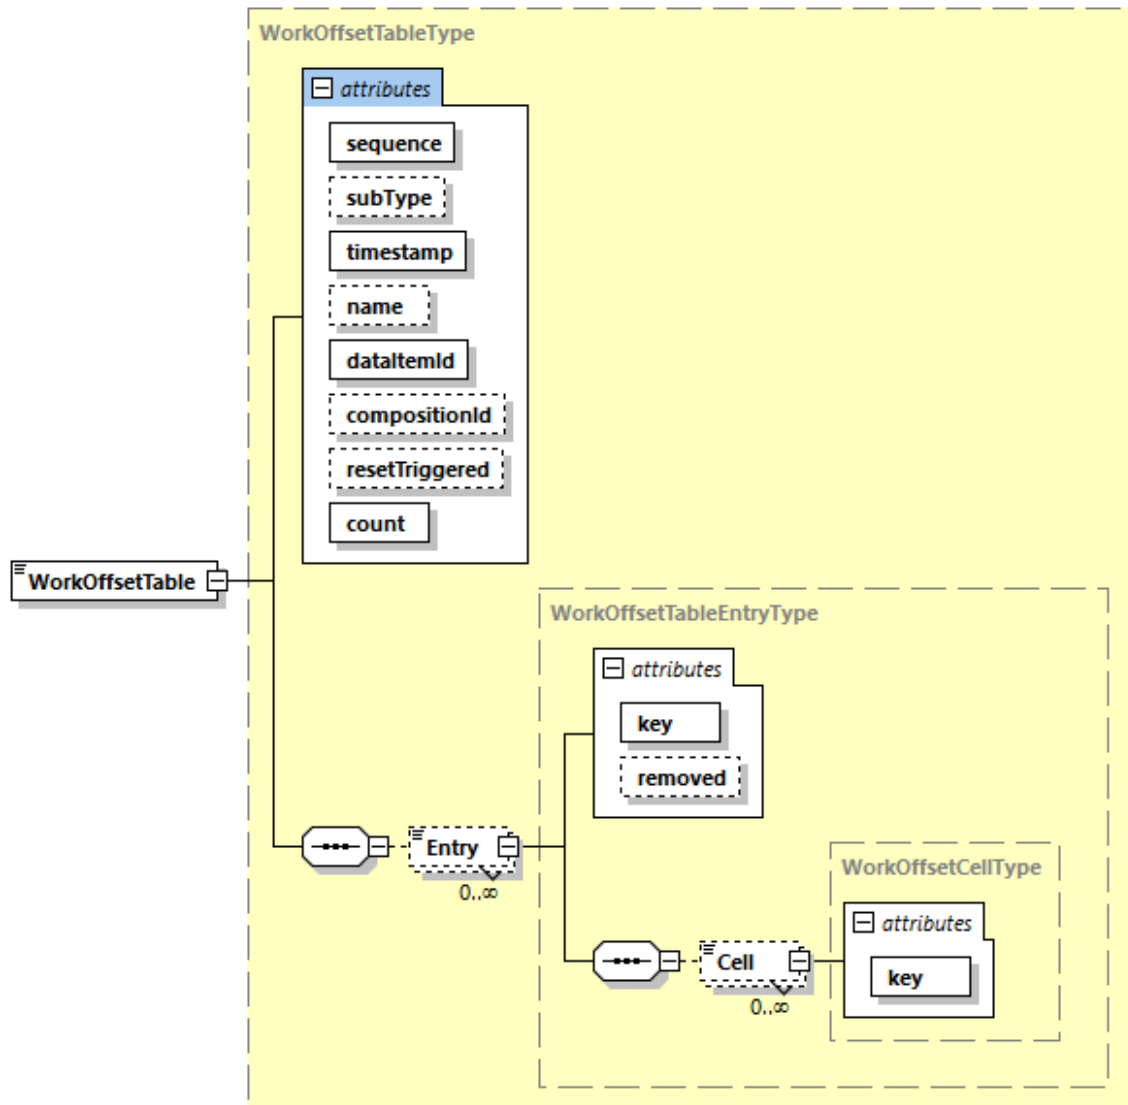 WorkOffsetTableType
attributes
sequence
subType
timestamp
name
dataItemId
compositionId
resetTriggered
count
WorkOffsetTable
WorkOffsetTableEntryType
attributes
key
removed
Entry
0..∞
WorkOffsetCellType
attributes
key
Cell
0..∞